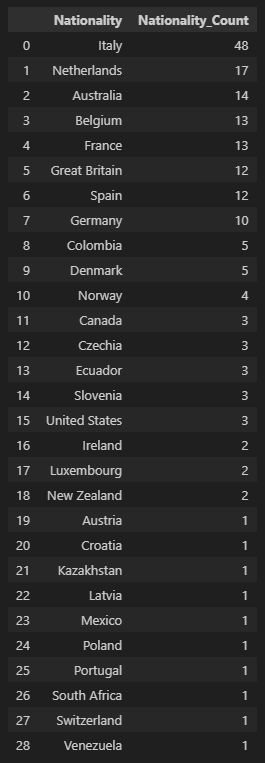 Nationality Nationality_Count
0 Italy 48
1 Netherlands 17
2 Australia 14
3 Belgium 13
4 France 13
5 Great Britain 12
6 Spain 12
7 Germany 10
8 Colombia 5
9 Denmark 5
10 Norway 4
11 Canada 3
12 Czechia 3
13 Ecuador 3
14 Slovenia 3
15 United States 3
16 Ireland 2
17 Luxembourg 2
18 New Zealand 2
19 Austria 1
20 Croatia 1
21 Kazakhstan 1
22 Latvia 1
23 Mexico 1
24 Poland 1
25 Portugal 1
26 South Africa 1
27 Switzerland 1
28 Venezuela 1